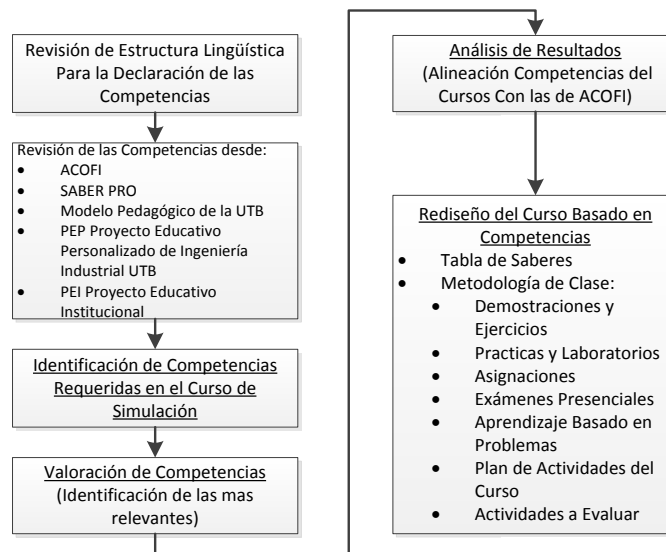 Revisión de Estructura Lingüística
Para la Declaración de las
Competencias
Revisión de las Competencias desde:
• ACOFI
• SABER PRO
• Modelo Pedagógico de la UTB
• PEP Proyecto Educativo
Personalizado de Ingeniería
Industrial UTB
• PEI Proyecto Educativo
Institucional
Identificación de Competencias
Requeridas en el Curso de
Simulación
Valoración de Competencias
(Identificación de las mas
relevantes)
Análisis de Resultados
(Alineación Competencias del
Cursos Con las de ACOFI)
Rediseño del Curso Basado en
Competencias
• Tabla de Saberes
• Metodología de Clase:
• Demostraciones y
Ejercicios
• Practicas y Laboratorios
• Asignaciones
• Exámenes Presenciales
• Aprendizaje Basado en
Problemas
• Plan de Actividades del
Curso
• Actividades a Evaluar